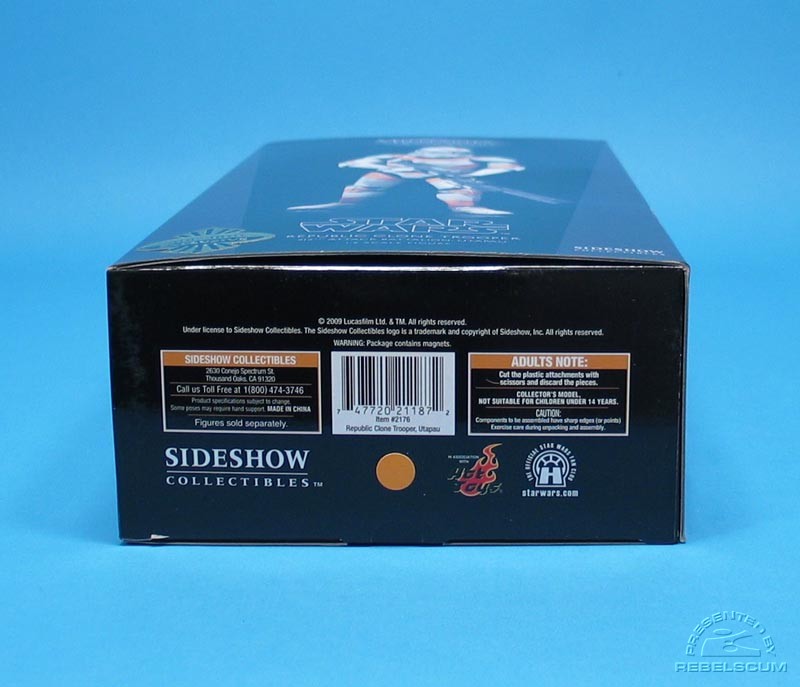 STAR
WARS
REPUBLIC CLONE TROOPER
SIDESHOW
© 2009 Lucasfilm Ltd. & TM. All rights reserved.
Under license to Sideshow Collectibles. The Sideshow Collectibles logo is a trademark and copyright of Sideshow, Inc. All rights reserved.
WARNING: Package contains magnets.
SIDESHOW COLLECTIBLES
2630 Conejo Spectrum St.
Thousand Oaks, CA 91320
Call us Toll Free at 1(800) 474-3746
Product specifications subject to change.
Some poses may require hand support. MADE IN CHINA
Figures sold separately.
7 47720 21187 2
Item #2176
Republic Clone Trooper, Utapau
ADULTS NOTE:
Cut the plastic attachments with
scissors and discard the pieces.
COLLECTOR'S MODEL,
NOT SUITABLE FOR CHILDREN UNDER 14 YEARS.
CAUTION:
Components to be assembled have sharp edges (or points)
Exercise care during unpacking and assembly.
SIDESHOW
COLLECTIBLES™
IN ASSOCIATION
WITH
Hot
Toys
THE OFFICIAL STAR WARS FAN CLUB
starwars.com
PRESENTED BY
REBELSCUM